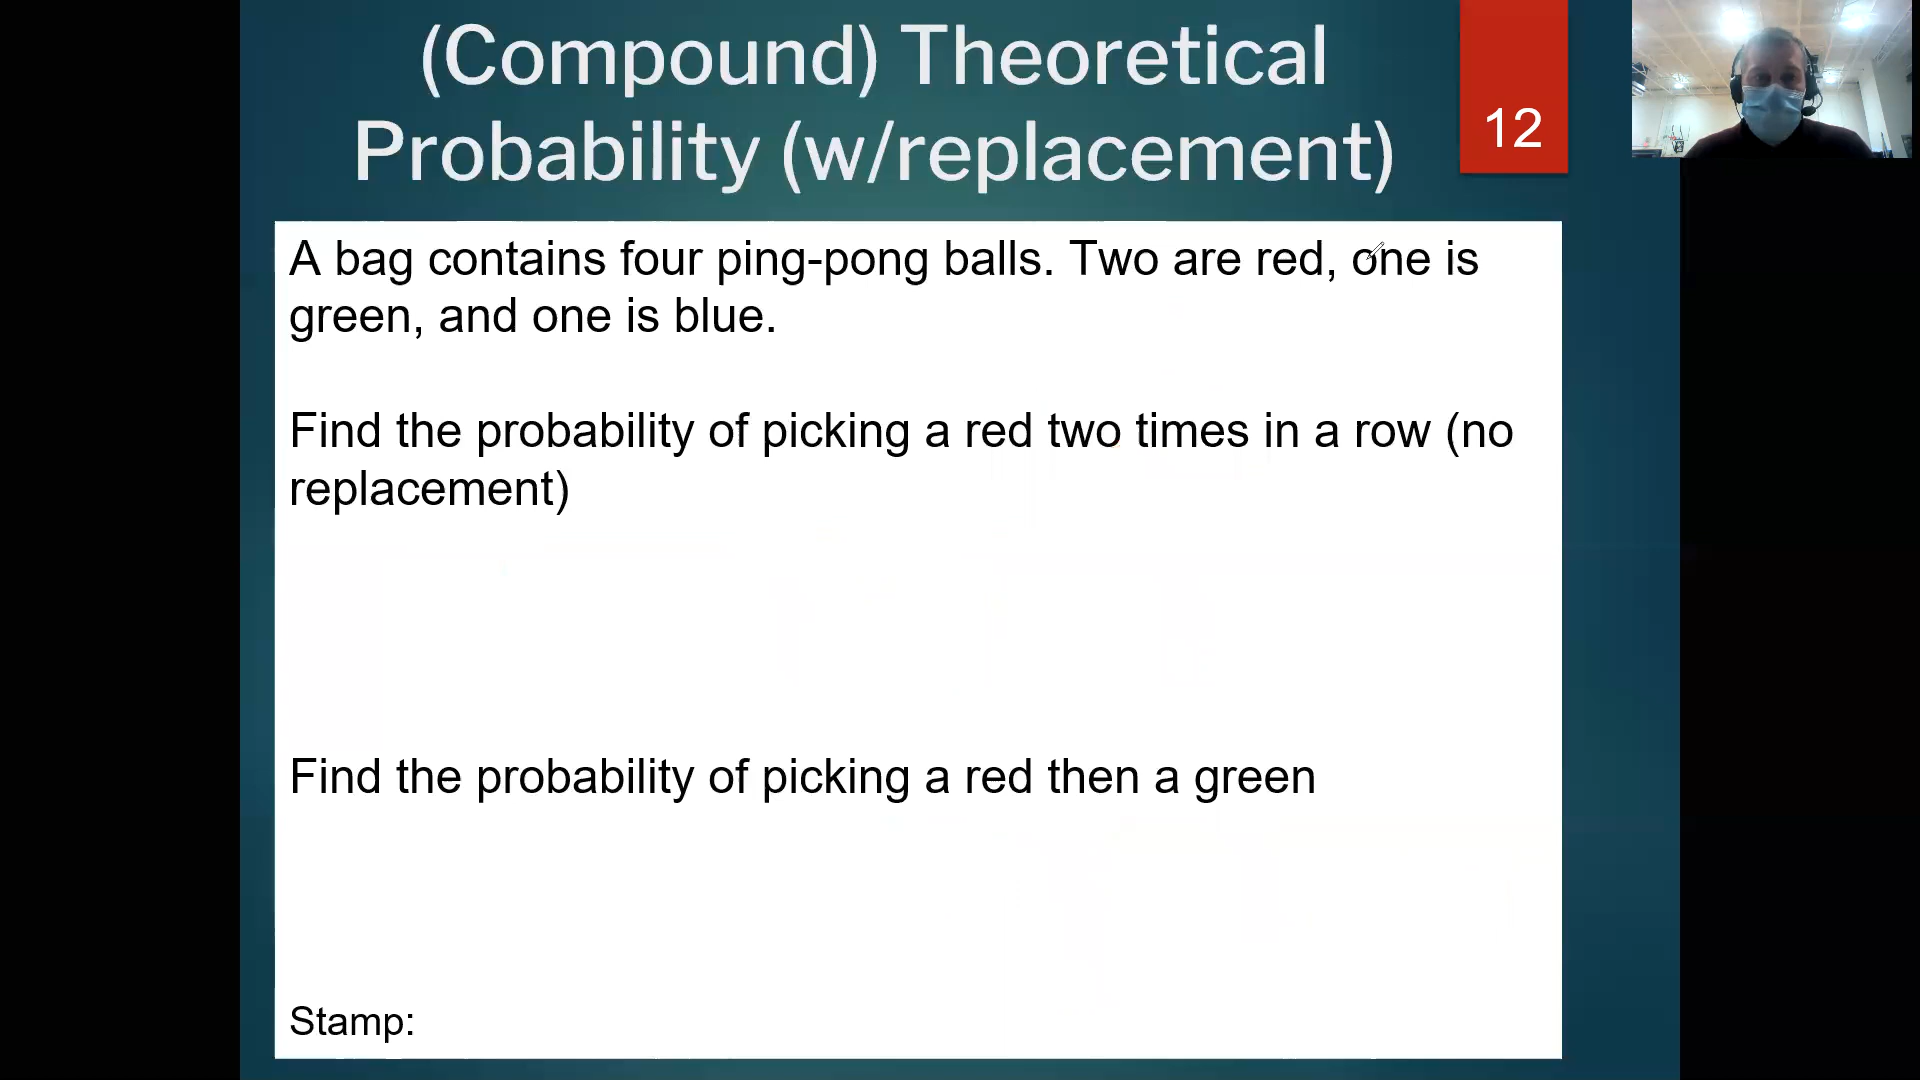 (Compound) Theoretical
Probability (w/replacement)
12
A bag contains four ping-pong balls. Two are red, one is
green, and one is blue.
Find the probability of picking a red two times in a row (no
replacement)
Find the probability of picking a red then a green
Stamp: